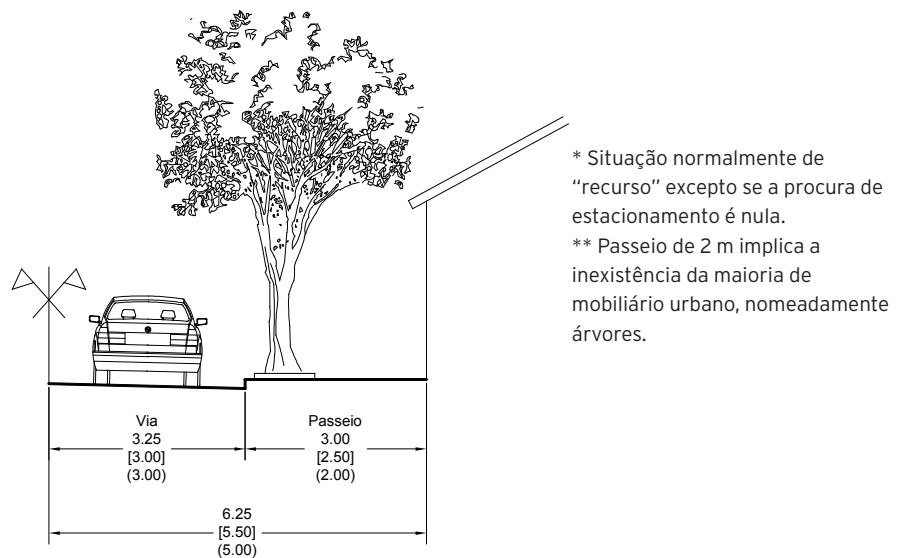 * Situação normalmente de
“recurso” excepto se a procura de
estacionamento é nula.
** Passeio de 2 m implica a
inexistência da maioria de
mobiliário urbano, nomeadamente
árvores.
Via
3.25
[3.00]
(3.00)
Passeio
3.00
[2.50]
(2.00)
6.25
[5.50]
(5.00)